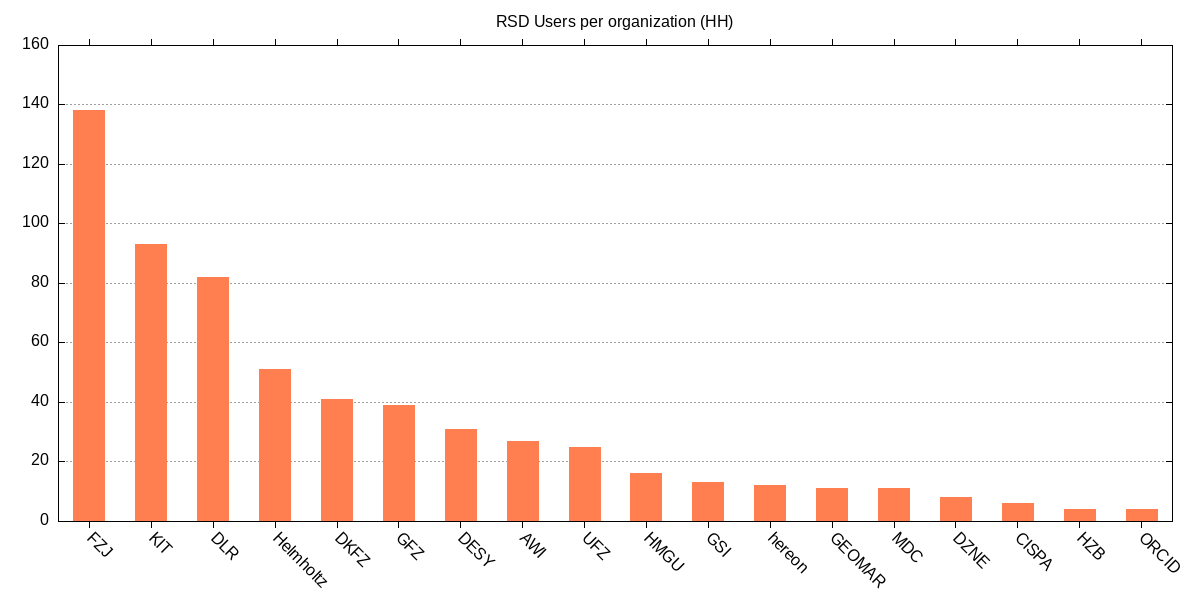 RSD Users per organization (HH)
160
140
120
100
80
60
40
20
0
FZJ
KIT
DLR
Helmholtz
DKFZ
GFZ
DESY
AWI
UFZ
HMGU
GSI
hereon
GEOMAR
MDC
DZNE
CISPA
HZB
ORCID